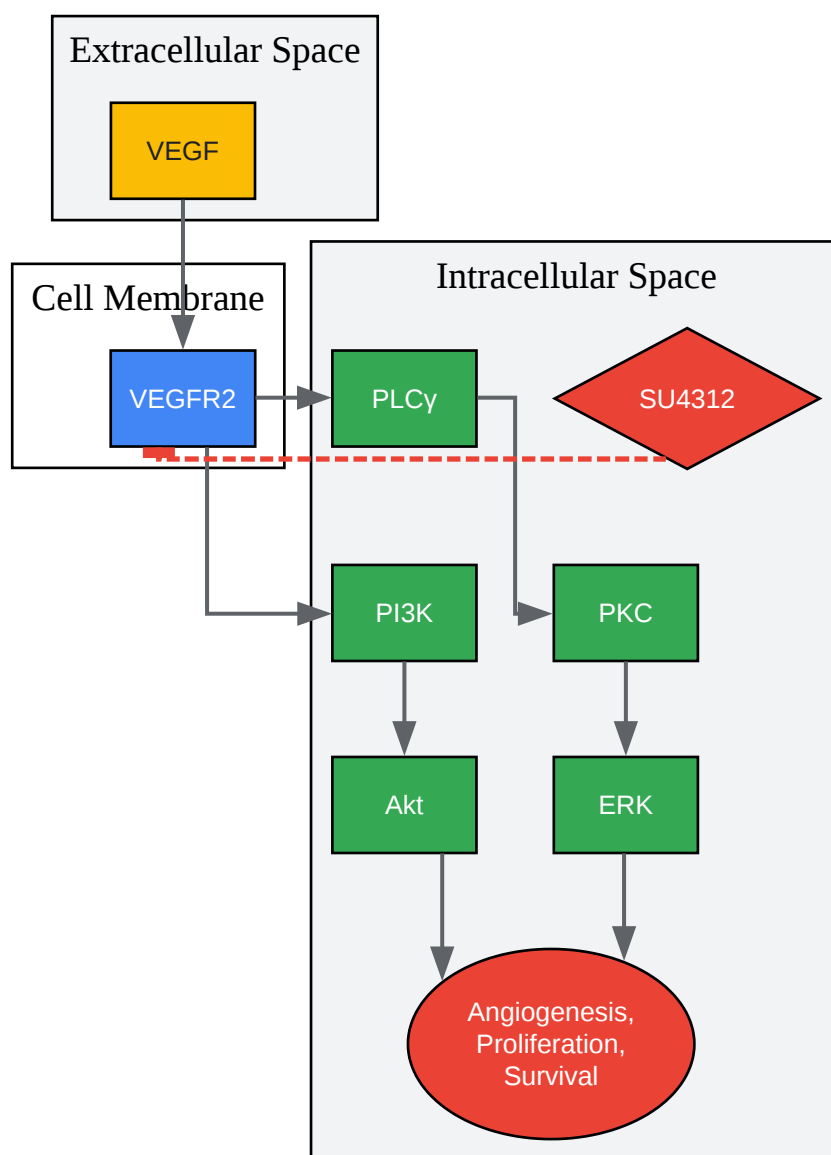 Extracellular Space
VEGF
Cell Membrane
Intracellular Space
VEGFR2
PLCγ
SU4312
PI3K
PKC
Akt
ERK
Angiogenesis,
Proliferation,
Survival